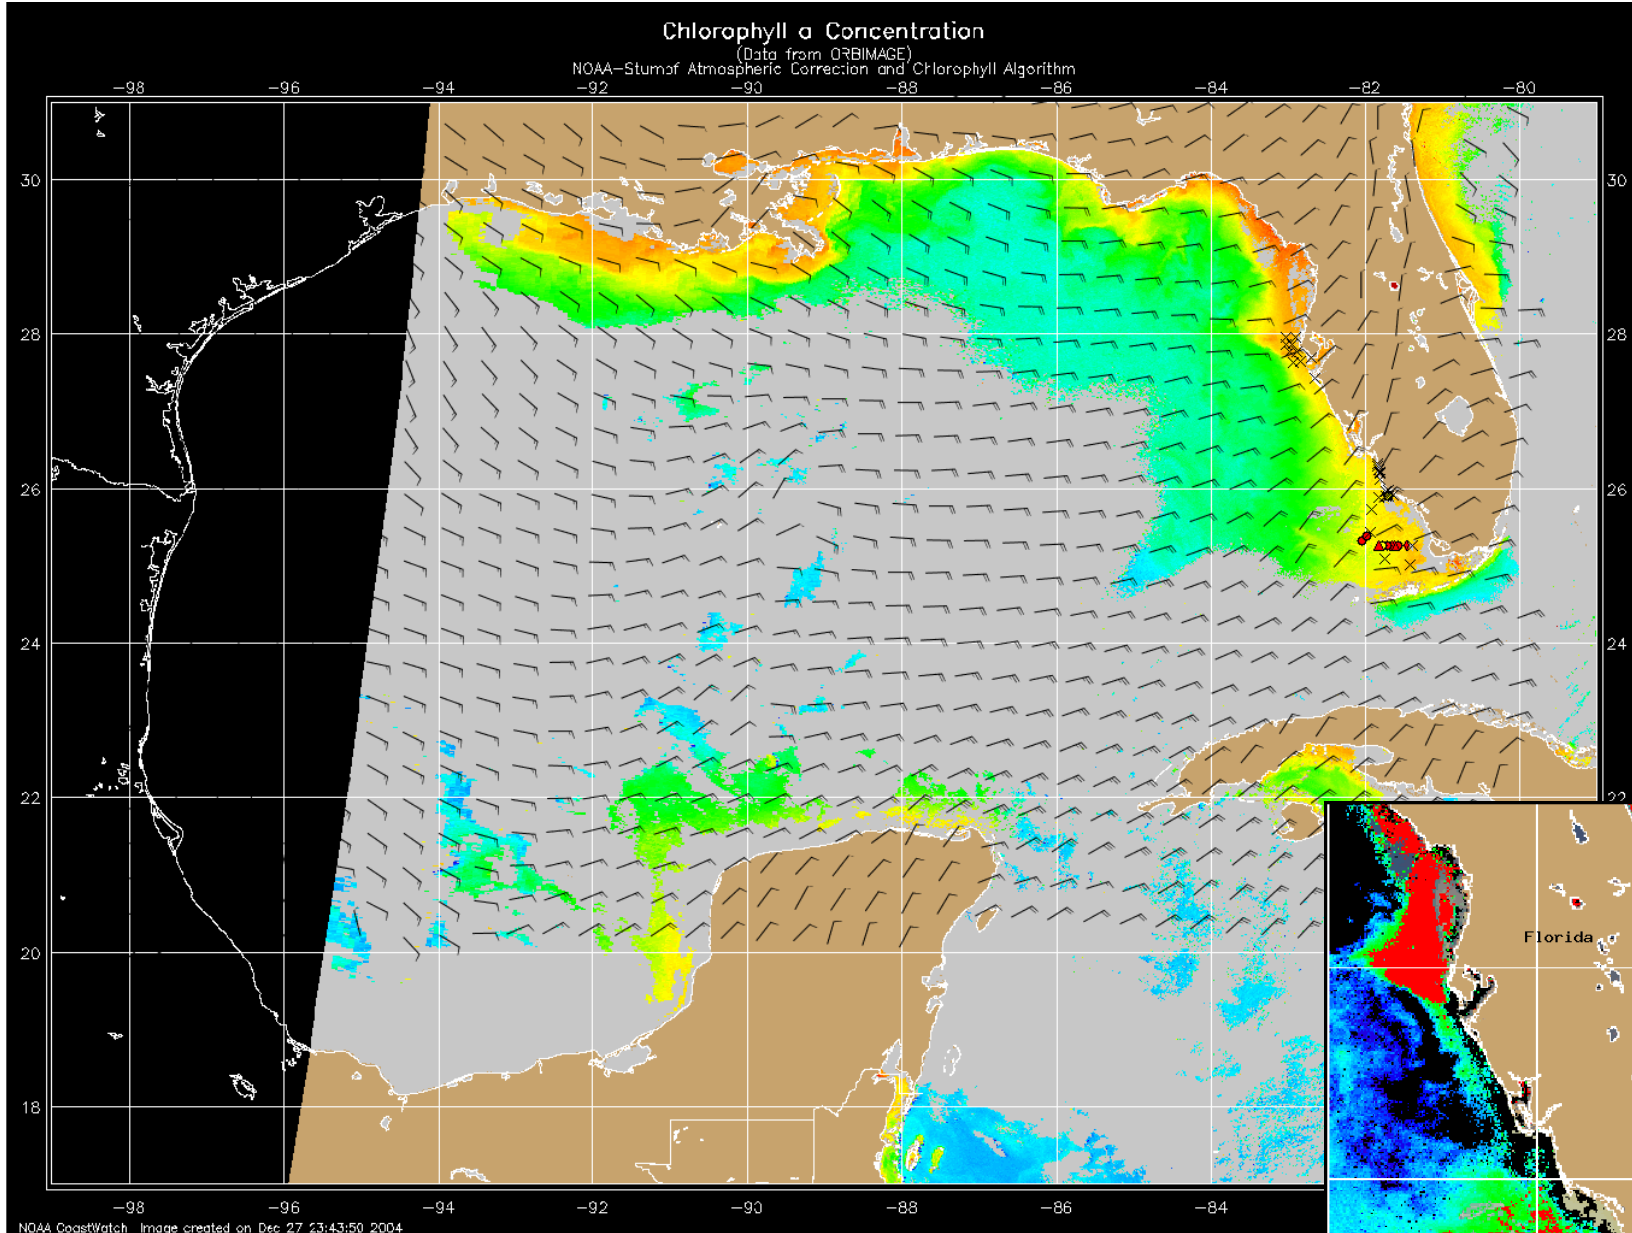 Chlorophyll a Concentration
(Data from ORBIMAGE)
NOAA-Stumpf Atmospheric Correction and Chlorophyll Algorithm
-98 -96 -94 -92 -90 -88 -86 -84 -82 -80
30 30
28 28
26 26
24 24
22 22
20
Florida
18
-98 -96 -94 -92 -90 -88 -86 -84
NOAA CoastWatch Image created on Dec 27 23:43:50 2004